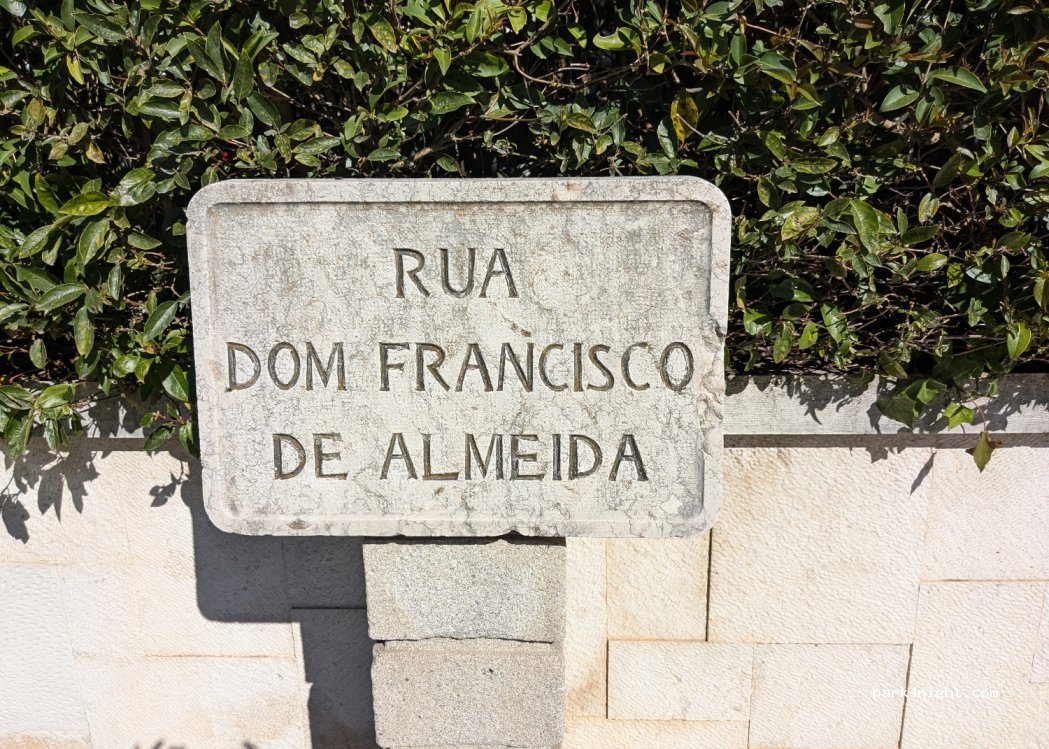 RUA
DOM FRANCISCO
DE ALMEIDA
park4night.com